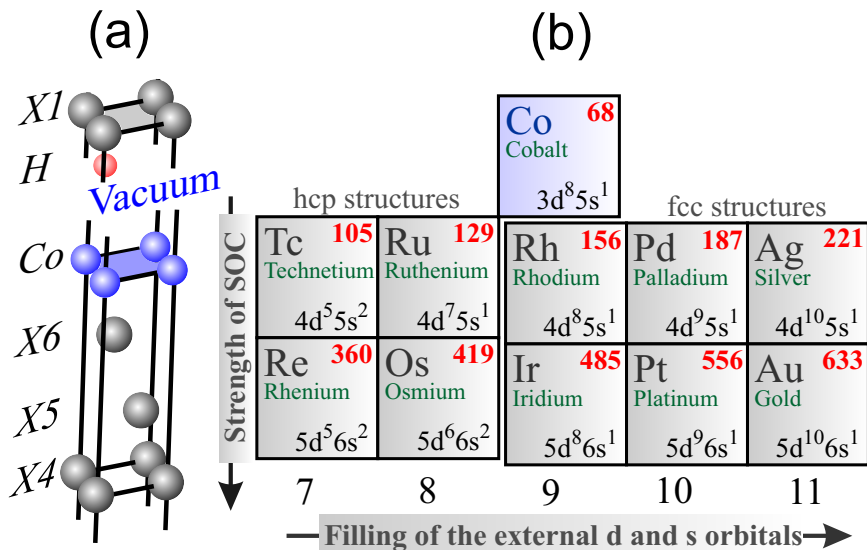 (a)
X1
H
Vacuum
Co
X6
X5
X4
(b)
Co 68
Cobalt
3d⁸5s¹
hcp structures
fcc structures
Strength of SOC
Tc 105
Technetium
4d⁵5s²
Ru 129
Ruthenium
4d⁷5s¹
Rh 156
Rhodium
4d⁸5s¹
Pd 187
Palladium
4d⁹5s¹
Ag 221
Silver
4d¹⁰5s¹
Re 360
Rhenium
5d⁵6s²
Os 419
Osmium
5d⁶6s²
Ir 485
Iridium
5d⁸6s¹
Pt 556
Platinum
5d⁹6s¹
Au 633
Gold
5d¹⁰6s¹
7 8 9 10 11
Filling of the external d and s orbitals